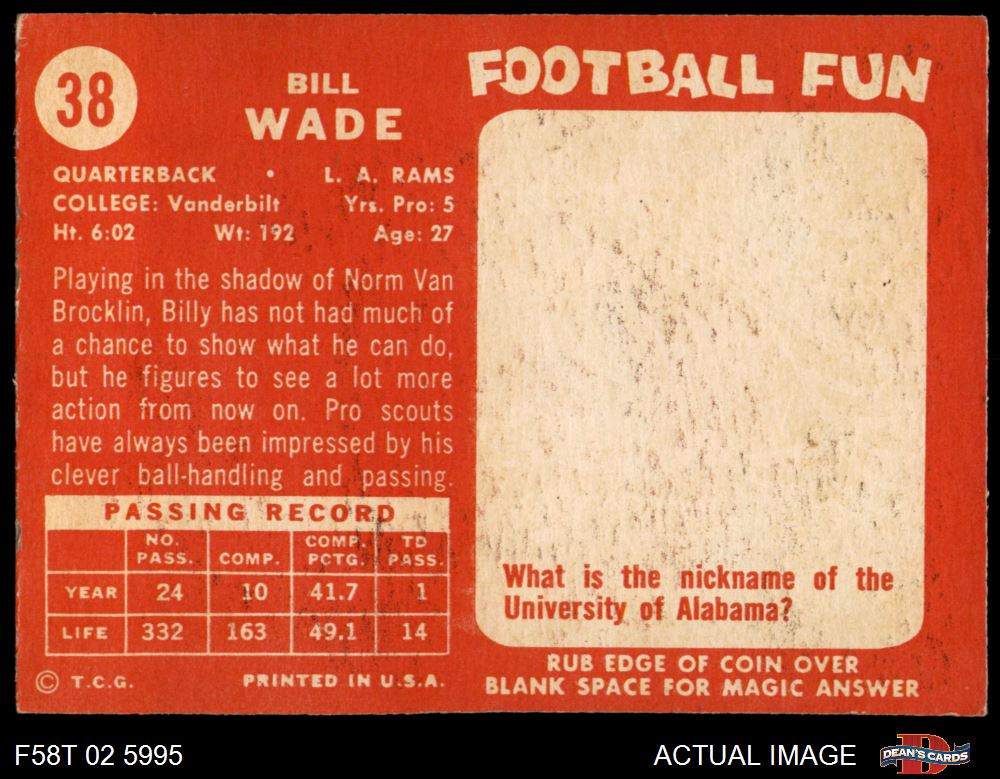 38
BILL
WADE
QUARTERBACK • L. A. RAMS
COLLEGE: Vanderbilt Yrs. Pro: 5
Ht. 6:02 Wt: 192 Age: 27
Playing in the shadow of Norm Van
Brocklin, Billy has not had much of
a chance to show what he can do,
but he figures to see a lot more
action from now on. Pro scouts
have always been impressed by his
clever ball-handling and passing.
PASSING RECORD
NO. PASS. COMP. COMP. PCTG. TD PASS.
YEAR 24 10 41.7 1
LIFE 332 163 49.1 14
© T.C.G. PRINTED IN U.S.A.
FOOTBALL FUN
What is the nickname of the
University of Alabama?
RUB EDGE OF COIN OVER
BLANK SPACE FOR MAGIC ANSWER
F58T 02 5995 ACTUAL IMAGE
D
DEAN'S CARDS